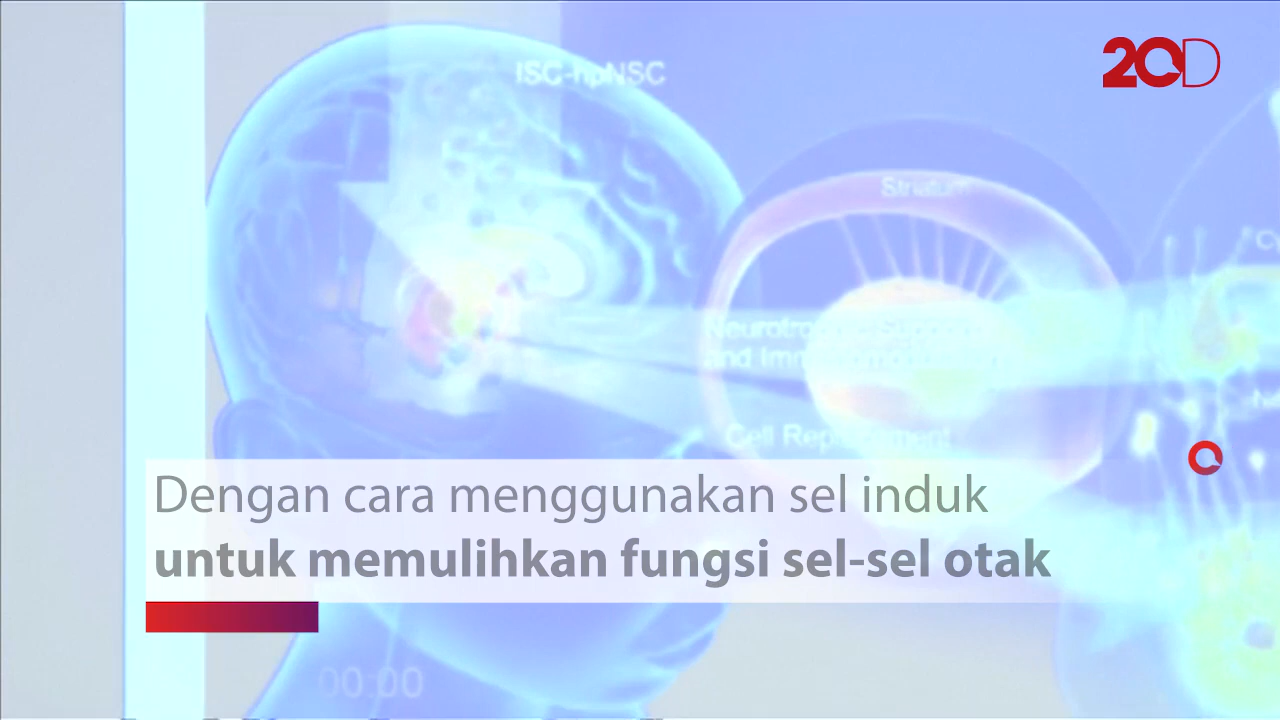 20D
ISC-hpNSC
Striatum
Cell Replacement
Dengan cara menggunakan sel induk
untuk memulihkan fungsi sel-sel otak
00:00